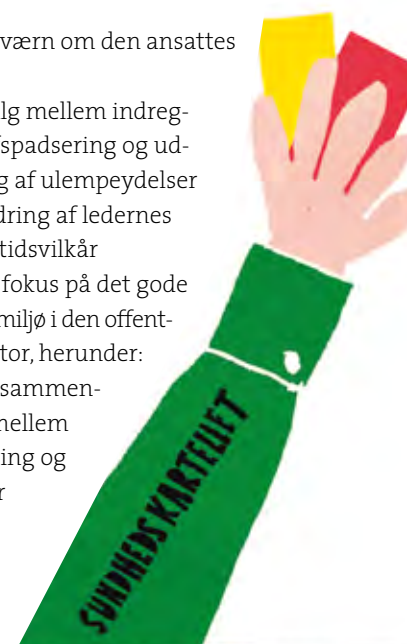 værn om den ansattes
lg mellem indreg-
fspadsering og ud-
g af ulempeydelser
dring af ledernes
tidsvilkår
fokus på det gode
miljø i den offent-
tor, herunder:
sammen-
mellem
ing og
r
SUNDHEDSKARTELLET